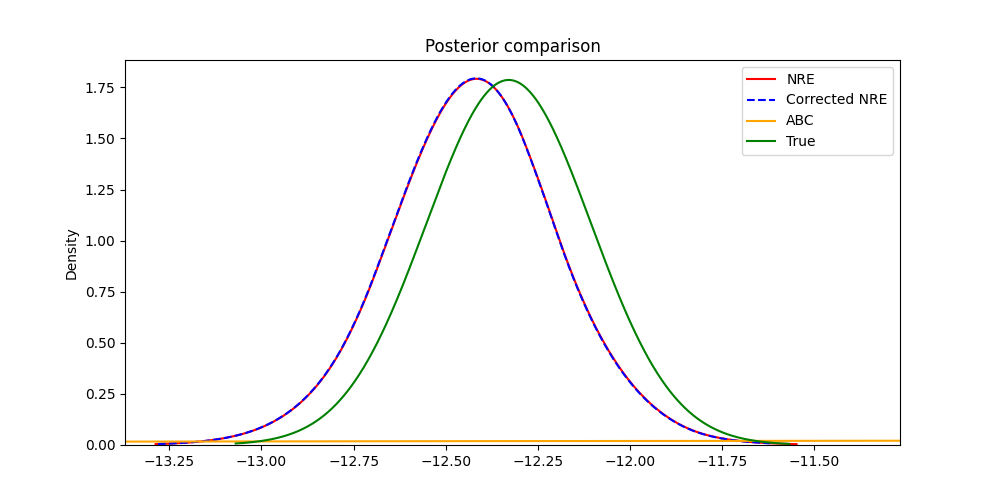 Posterior comparison
NRE
Corrected NRE
ABC
True
Density
1.75
1.50
1.25
1.00
0.75
0.50
0.25
0.00
−13.25 −13.00 −12.75 −12.50 −12.25 −12.00 −11.75 −11.50